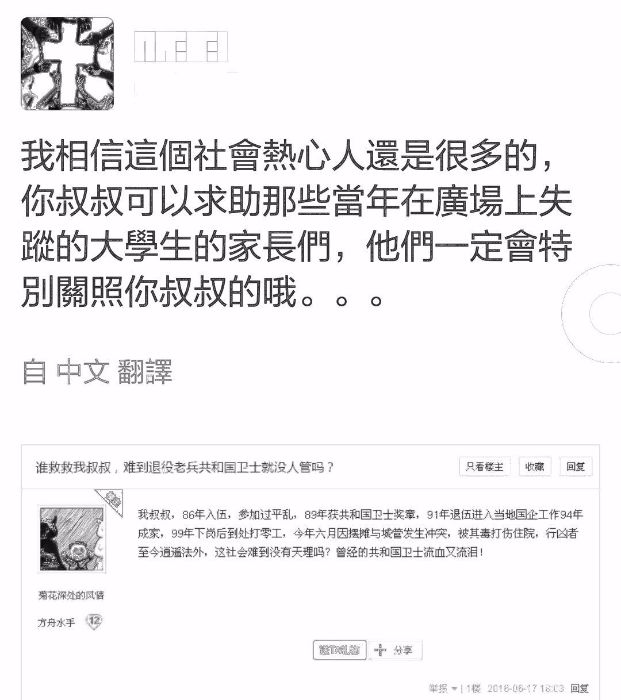 我相信這個社會熱心人還是很多的，
你叔叔可以求助那些當年在廣場上失
蹤的大學生的家長們，他們一定會特
別關照你叔叔的哦。。。
自 中文 翻譯
谁救救我叔叔，难到退役老兵共和国卫士就没人管吗？
只看楼主 收藏 回复
我叔叔，86年入伍，参加过平乱，89年获共和国卫士奖章，91年退伍进入当地国企工作94年
成家，99年下岗后到处打零工，今年六月因摆摊与城管发生冲突，被其毒打伤住院，行凶者
至今逍遥法外，这社会难到没有天理吗？曾经的共和国卫士流血又流泪！
菊花深处的风情
方舟水手 12
分享
举报 1楼 2016-06-17 16:03 回复